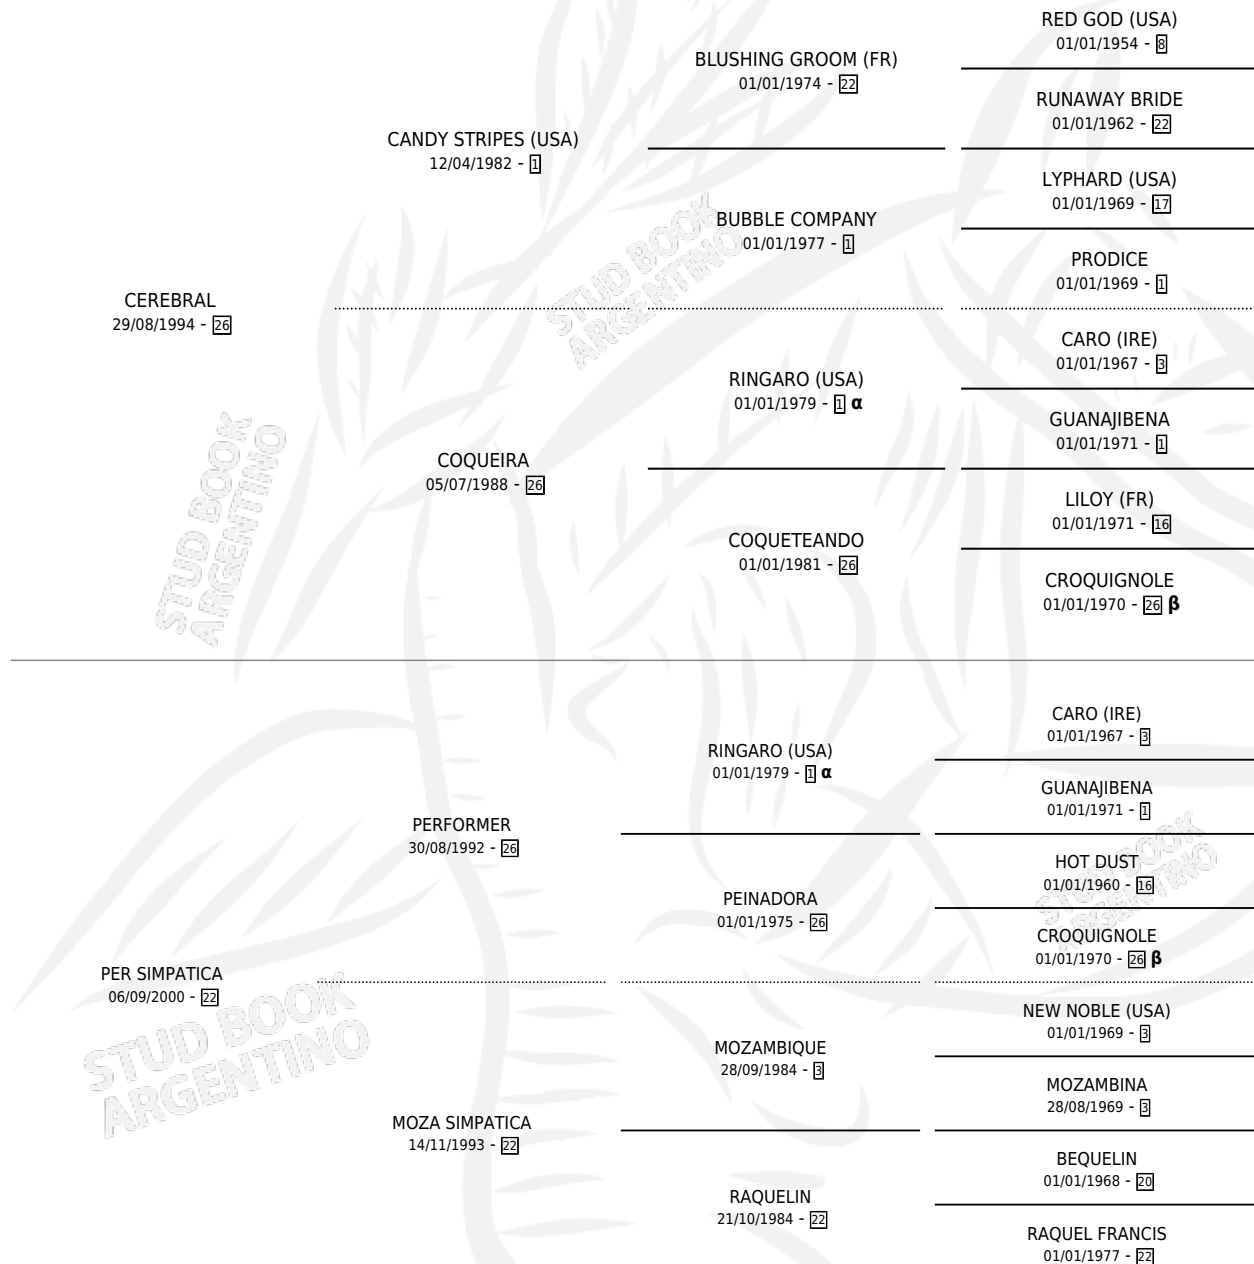 RED GOD (USA)
01/01/1954 - 8
BLUSHING GROOM (FR)
01/01/1974 - 22
RUNAWAY BRIDE
01/01/1962 - 22
CANDY STRIPES (USA)
12/04/1982 - 1
LYPHARD (USA)
01/01/1969 - 17
BUBBLE COMPANY
01/01/1977 - 1
PRODICE
01/01/1969 - 1
CEREBRAL
29/08/1994 - 26
CARO (IRE)
01/01/1967 - 3
RINGARO (USA)
01/01/1979 - 1 α
GUANAJIBENA
01/01/1971 - 1
COQUEIRA
05/07/1988 - 26
LILOY (FR)
01/01/1971 - 16
COQUETEANDO
01/01/1981 - 26
CROQUIGNOLE
01/01/1970 - 26 β
STUD BOOK
ARGENTINO
STUD BOOK
ARGENTINO
CARO (IRE)
01/01/1967 - 3
RINGARO (USA)
01/01/1979 - 1 α
GUANAJIBENA
01/01/1971 - 1
PERFORMER
30/08/1992 - 26
HOT DUST
01/01/1960 - 16
PEINADORA
01/01/1975 - 26
CROQUIGNOLE
01/01/1970 - 26 β
PER SIMPATICA
06/09/2000 - 22
NEW NOBLE (USA)
01/01/1969 - 3
MOZAMBIQUE
28/09/1984 - 3
MOZAMBINA
28/08/1969 - 3
MOZA SIMPATICA
14/11/1993 - 22
BEQUELIN
01/01/1968 - 20
RAQUELIN
21/10/1984 - 22
RAQUEL FRANCIS
01/01/1977 - 22
STUD BOOK
ARGENTINO
STUD BOOK
ARGENTINO